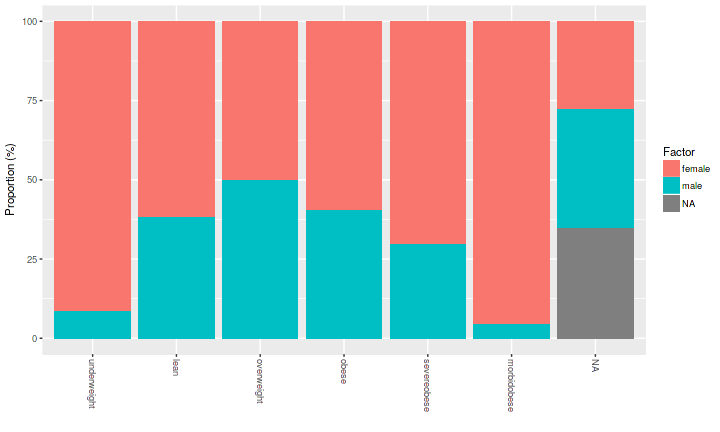 Proportion (%)
100
75
50
25
0
underweight
lean
overweight
obese
severeobese
morbidobese
NA
Factor
female
male
NA